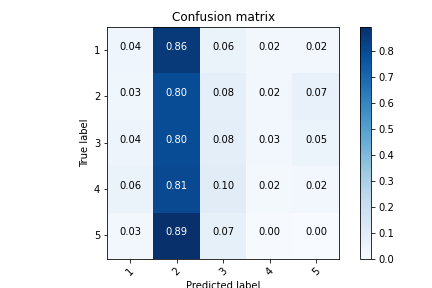 Confusion matrix
True label
1 0.04 0.86 0.06 0.02 0.02
2 0.03 0.80 0.08 0.02 0.07
3 0.04 0.80 0.08 0.03 0.05
4 0.06 0.81 0.10 0.02 0.02
5 0.03 0.89 0.07 0.00 0.00
1 2 3 4 5
Predicted label
0.8
0.7
0.6
0.5
0.4
0.3
0.2
0.1
0.0